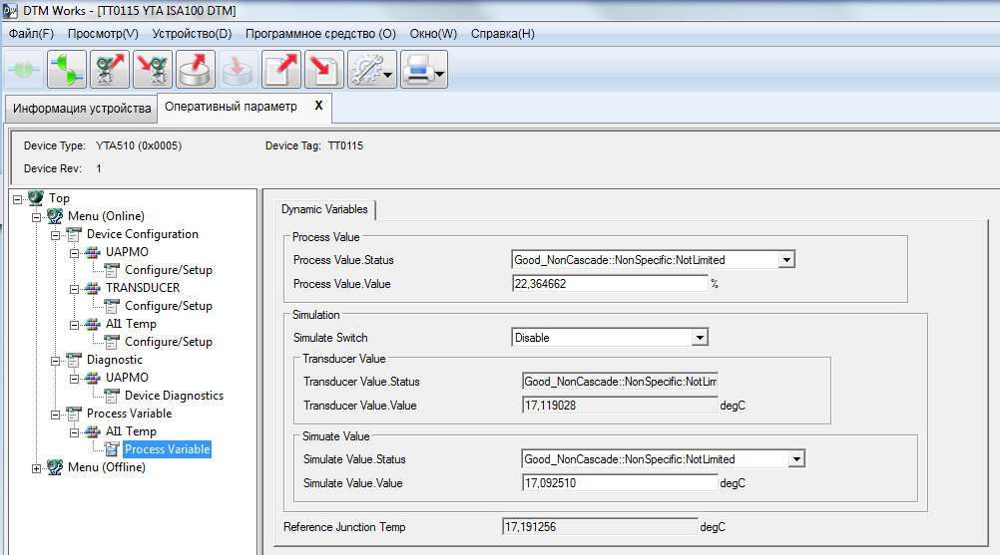 DTM Works - [TT0115 YTA ISA100 DTM]
Файл(F) Просмотр(V) Устройство(D) Программное средство (O) Окно(W) Справка(H)
Информация устройства Оперативный параметр X
Device Type: YTA510 (0x0005) Device Tag: TT0115
Device Rev: 1
Top
Menu (Online)
Device Configuration
UAPMO
Configure/Setup
TRANSDUCER
Configure/Setup
AI1 Temp
Configure/Setup
Diagnostic
UAPMO
Device Diagnostics
Process Variable
AI1 Temp
Process Variable
Menu (Offline)
Dynamic Variables
Process Value
Process Value.Status Good_NonCascade::NonSpecific:NotLimited
Process Value.Value 22,364662 %
Simulation
Simulate Switch Disable
Transducer Value
Transducer Value.Status Good_NonCascade::NonSpecific:NotLim
Transducer Value.Value 17,119028 degC
Simuate Value
Simulate Value.Status Good_NonCascade::NonSpecific:NotLimited
Simulate Value.Value 17,092510 degC
Reference Junction Temp 17,191256 degC